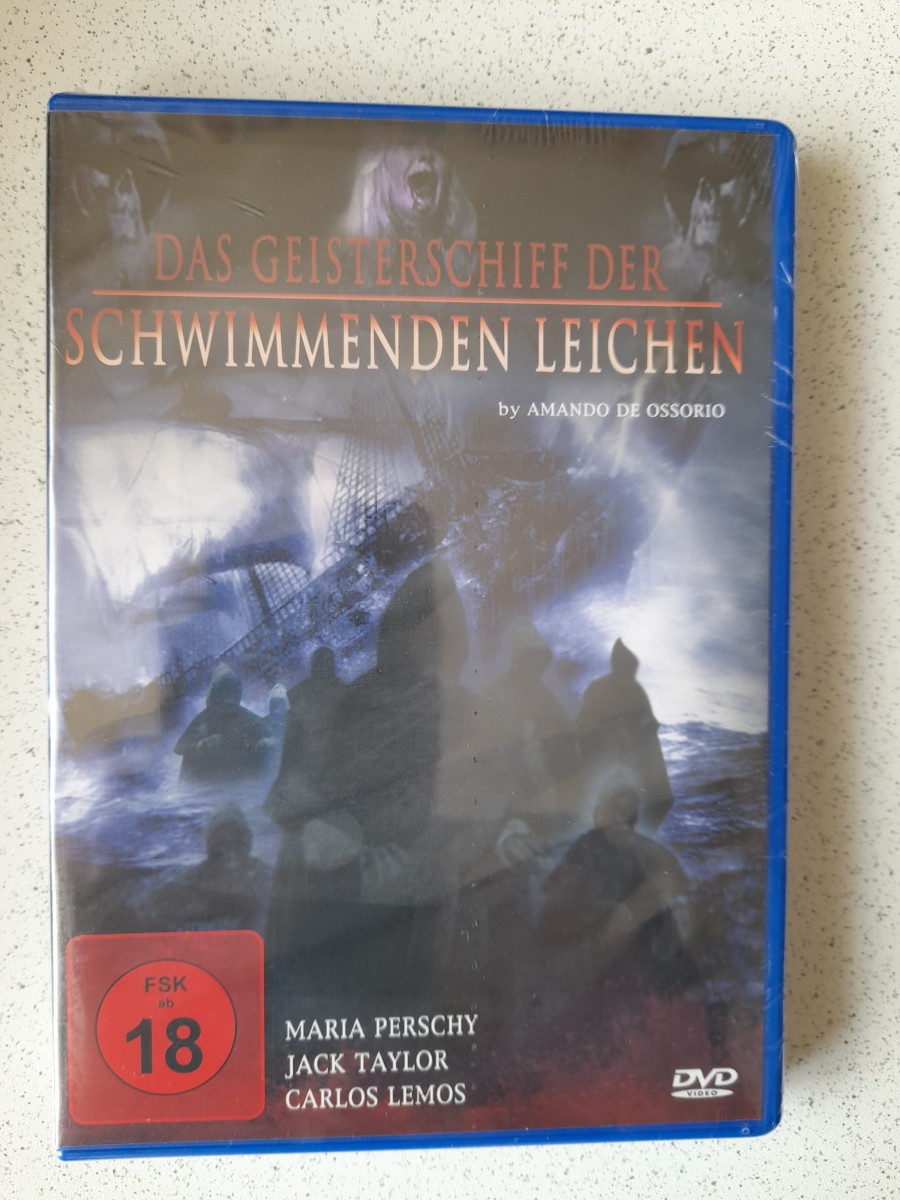 DAS GEISTERSCHIFF DER
SCHWIMMENDEN LEICHEN
by AMANDO DE OSSORIO
FSK
ab
18
MARIA PERSCHY
JACK TAYLOR
CARLOS LEMOS
DVD
VIDEO